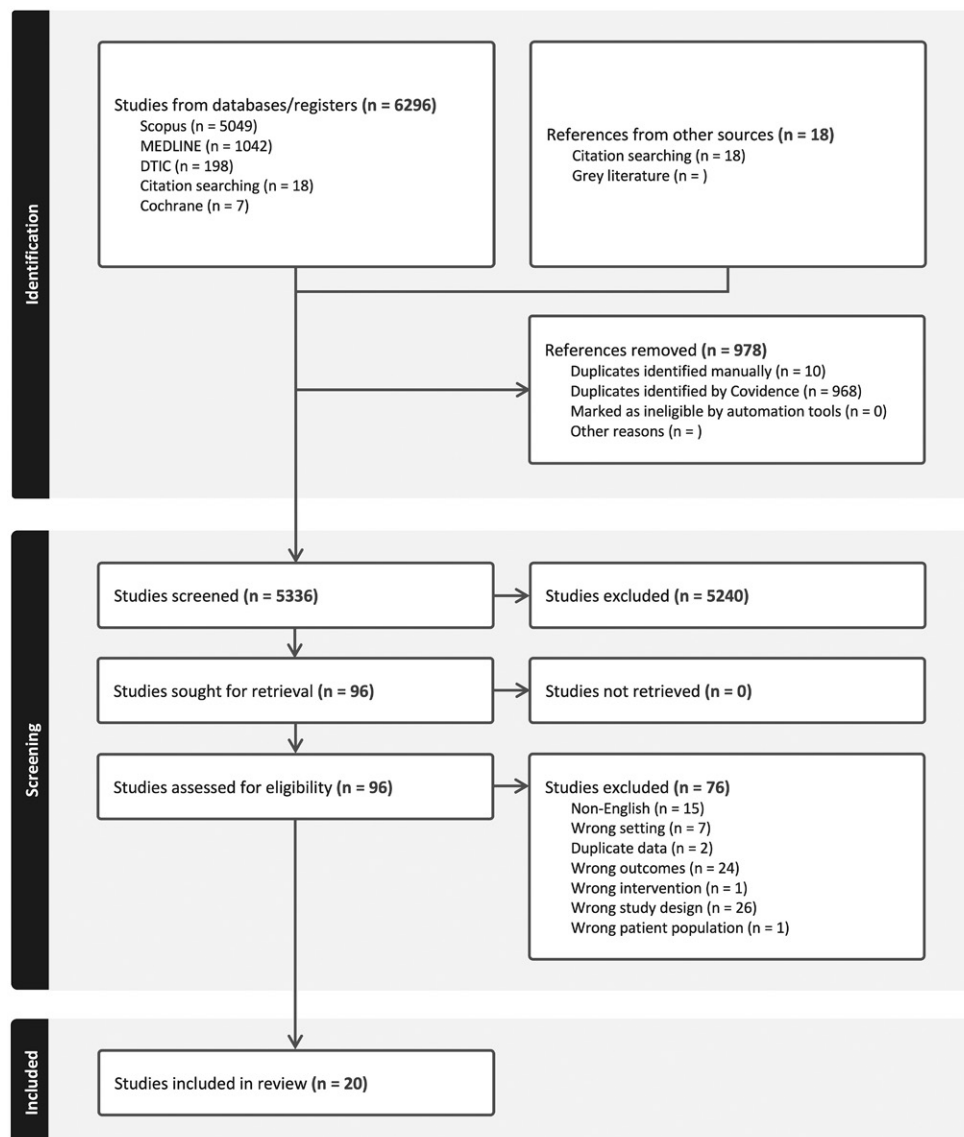 Identification
Studies from databases/registers (n = 6296)
Scopus (n = 5049)
MEDLINE (n = 1042)
DTIC (n = 198)
Citation searching (n = 18)
Cochrane (n = 7)
References from other sources (n = 18)
Citation searching (n = 18)
Grey literature (n = )
References removed (n = 978)
Duplicates identified manually (n = 10)
Duplicates identified by Covidence (n = 968)
Marked as ineligible by automation tools (n = 0)
Other reasons (n = )
Screening
Studies screened (n = 5336)
Studies excluded (n = 5240)
Studies sought for retrieval (n = 96)
Studies not retrieved (n = 0)
Studies assessed for eligibility (n = 96)
Studies excluded (n = 76)
Non-English (n = 15)
Wrong setting (n = 7)
Duplicate data (n = 2)
Wrong outcomes (n = 24)
Wrong intervention (n = 1)
Wrong study design (n = 26)
Wrong patient population (n = 1)
Included
Studies included in review (n = 20)